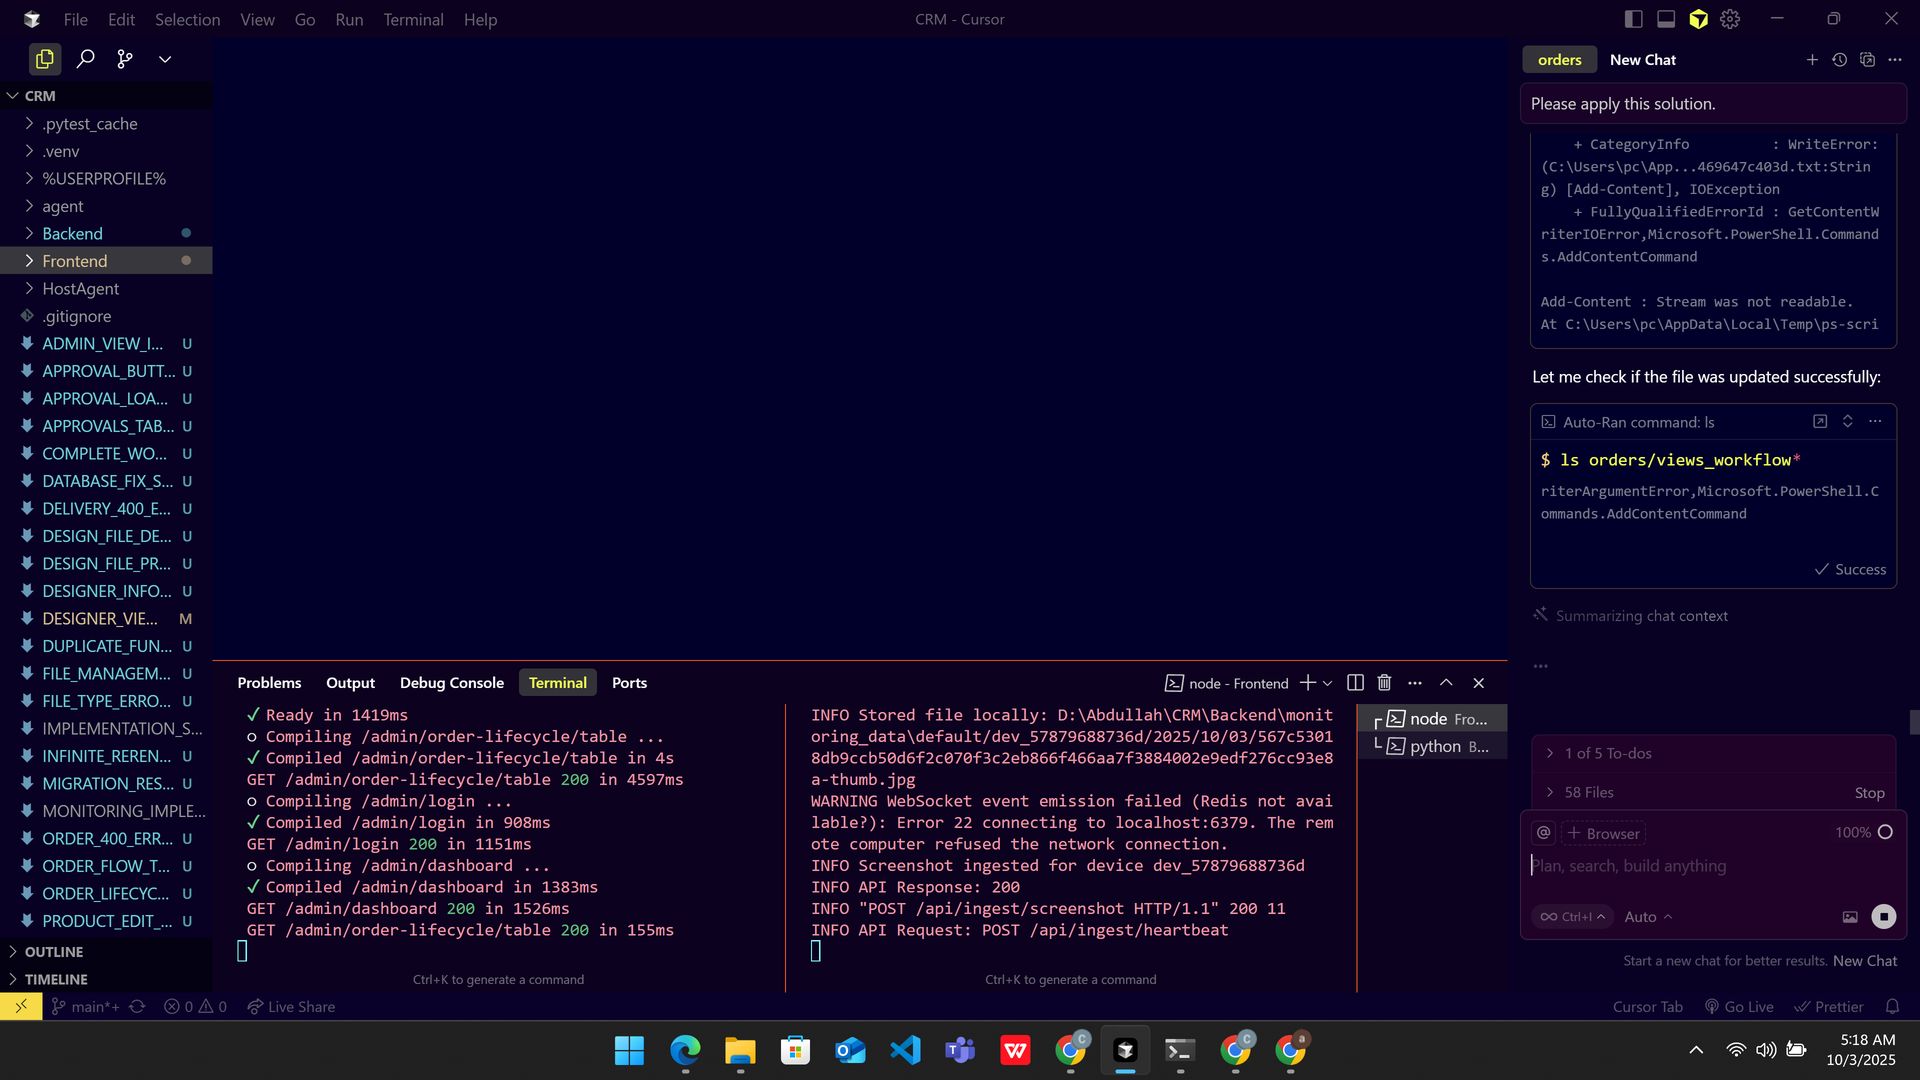 File Edit Selection View Go Run Terminal Help
CRM - Cursor
CRM
.pytest_cache
.venv
%USERPROFILE%
agent
Backend
Frontend
HostAgent
.gitignore
ADMIN_VIEW_I... U
APPROVAL_BUTT... U
APPROVAL_LOA... U
APPROVALS_TAB... U
COMPLETE_WO... U
DATABASE_FIX_S... U
DELIVERY_400_E... U
DESIGN_FILE_DE... U
DESIGN_FILE_PR... U
DESIGNER_INFO... U
DESIGNER_VIE... M
DUPLICATE_FUN... U
FILE_MANAGEM... U
FILE_TYPE_ERRO... U
IMPLEMENTATION_S...
INFINITE_REREN... U
MIGRATION_RES... U
MONITORING_IMPLE...
ORDER_400_ERR... U
ORDER_FLOW_T... U
ORDER_LIFECYC... U
PRODUCT_EDIT_... U
OUTLINE
TIMELINE
Problems Output Debug Console Terminal Ports
node - Frontend
✓ Ready in 1419ms
○ Compiling /admin/order-lifecycle/table ...
✓ Compiled /admin/order-lifecycle/table in 4s
GET /admin/order-lifecycle/table 200 in 4597ms
○ Compiling /admin/login ...
✓ Compiled /admin/login in 908ms
GET /admin/login 200 in 1151ms
○ Compiling /admin/dashboard ...
✓ Compiled /admin/dashboard in 1383ms
GET /admin/dashboard 200 in 1526ms
GET /admin/order-lifecycle/table 200 in 155ms
Ctrl+K to generate a command
INFO Stored file locally: D:\Abdullah\CRM\Backend\monit
oring_data\default/dev_57879688736d/2025/10/03/567c5301
8db9ccb50d6f2c070f3c2eb866f466aa7f3884002e9edf276cc93e8
a-thumb.jpg
WARNING WebSocket event emission failed (Redis not avai
lable?): Error 22 connecting to localhost:6379. The rem
ote computer refused the network connection.
INFO Screenshot ingested for device dev_57879688736d
INFO API Response: 200
INFO "POST /api/ingest/screenshot HTTP/1.1" 200 11
INFO API Request: POST /api/ingest/heartbeat
Ctrl+K to generate a command
node Fro...
python B...
orders New Chat
Please apply this solution.
+ CategoryInfo : WriteError:
(C:\Users\pc\App...469647c403d.txt:Strin
g) [Add-Content], IOException
+ FullyQualifiedErrorId : GetContentW
riterIOError,Microsoft.PowerShell.Command
s.AddContentCommand
Add-Content : Stream was not readable.
At C:\Users\pc\AppData\Local\Temp\ps-scri
Let me check if the file was updated successfully:
Auto-Ran command: ls
$ ls orders/views_workflow*
riterArgumentError,Microsoft.PowerShell.C
ommands.AddContentCommand
Success
Summarizing chat context
1 of 5 To-dos
58 Files Stop
@ + Browser 100%
Plan, search, build anything
∞ Ctrl+I Auto
Start a new chat for better results. New Chat
main*+ 0 0 Live Share
Cursor Tab Go Live Prettier
5:18 AM
10/3/2025